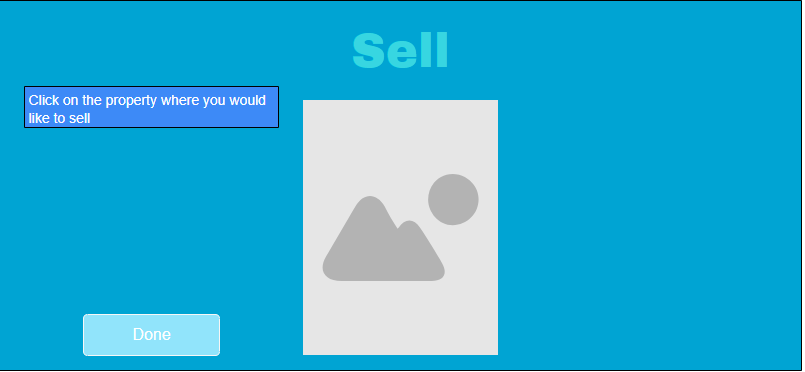 Sell
Click on the property where you would
like to sell
Done